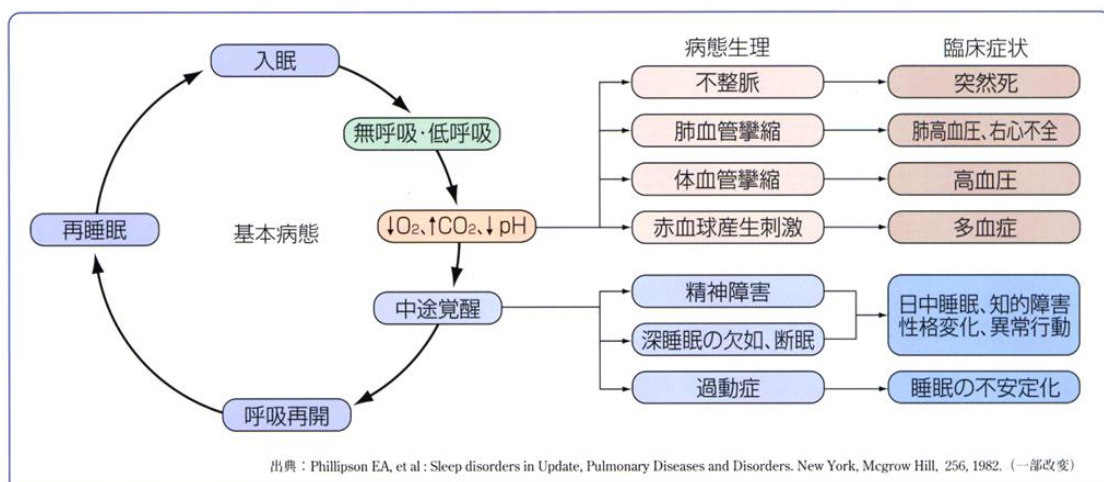 病態生理
臨床症状
入眠
無呼吸・低呼吸
↓O₂、↑CO₂、↓pH
中途覚醒
呼吸再開
再睡眠
基本病態
不整脈
突然死
肺血管攣縮
肺高血圧、右心不全
体血管攣縮
高血圧
赤血球産生刺激
多血症
精神障害
深睡眠の欠如、断眠
日中睡眠、知的障害
性格変化、異常行動
過動症
睡眠の不安定化
出典：Phillipson EA, et al : Sleep disorders in Update, Pulmonary Diseases and Disorders. New York, Mcgrow Hill, 256, 1982.（一部改変）